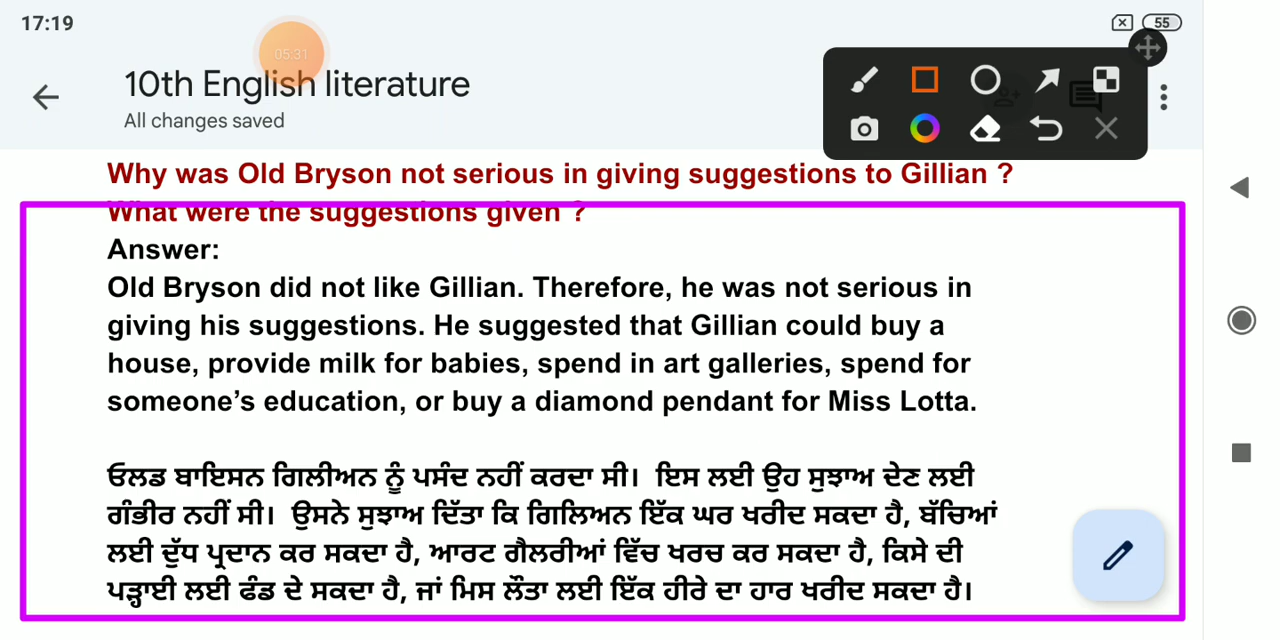 17:19
55
05:31
10th English literature
All changes saved
Why was Old Bryson not serious in giving suggestions to Gillian ?
What were the suggestions given ?
Answer:
Old Bryson did not like Gillian. Therefore, he was not serious in
giving his suggestions. He suggested that Gillian could buy a
house, provide milk for babies, spend in art galleries, spend for
someone's education, or buy a diamond pendant for Miss Lotta.
ਓਲਡ ਬਾਇਸਨ ਗਿਲੀਅਨ ਨੂੰ ਪਸੰਦ ਨਹੀਂ ਕਰਦਾ ਸੀ। ਇਸ ਲਈ ਉਹ ਸੁਝਾਅ ਦੇਣ ਲਈ
ਗੰਭੀਰ ਨਹੀਂ ਸੀ। ਉਸਨੇ ਸੁਝਾਅ ਦਿੱਤਾ ਕਿ ਗਿਲਿਅਨ ਇੱਕ ਘਰ ਖਰੀਦ ਸਕਦਾ ਹੈ, ਬੱਚਿਆਂ
ਲਈ ਦੁੱਧ ਪ੍ਰਦਾਨ ਕਰ ਸਕਦਾ ਹੈ, ਆਰਟ ਗੈਲਰੀਆਂ ਵਿੱਚ ਖਰਚ ਕਰ ਸਕਦਾ ਹੈ, ਕਿਸੇ ਦੀ
ਪੜ੍ਹਾਈ ਲਈ ਫੰਡ ਦੇ ਸਕਦਾ ਹੈ, ਜਾਂ ਮਿਸ ਲੌਤਾ ਲਈ ਇੱਕ ਹੀਰੇ ਦਾ ਹਾਰ ਖਰੀਦ ਸਕਦਾ ਹੈ।